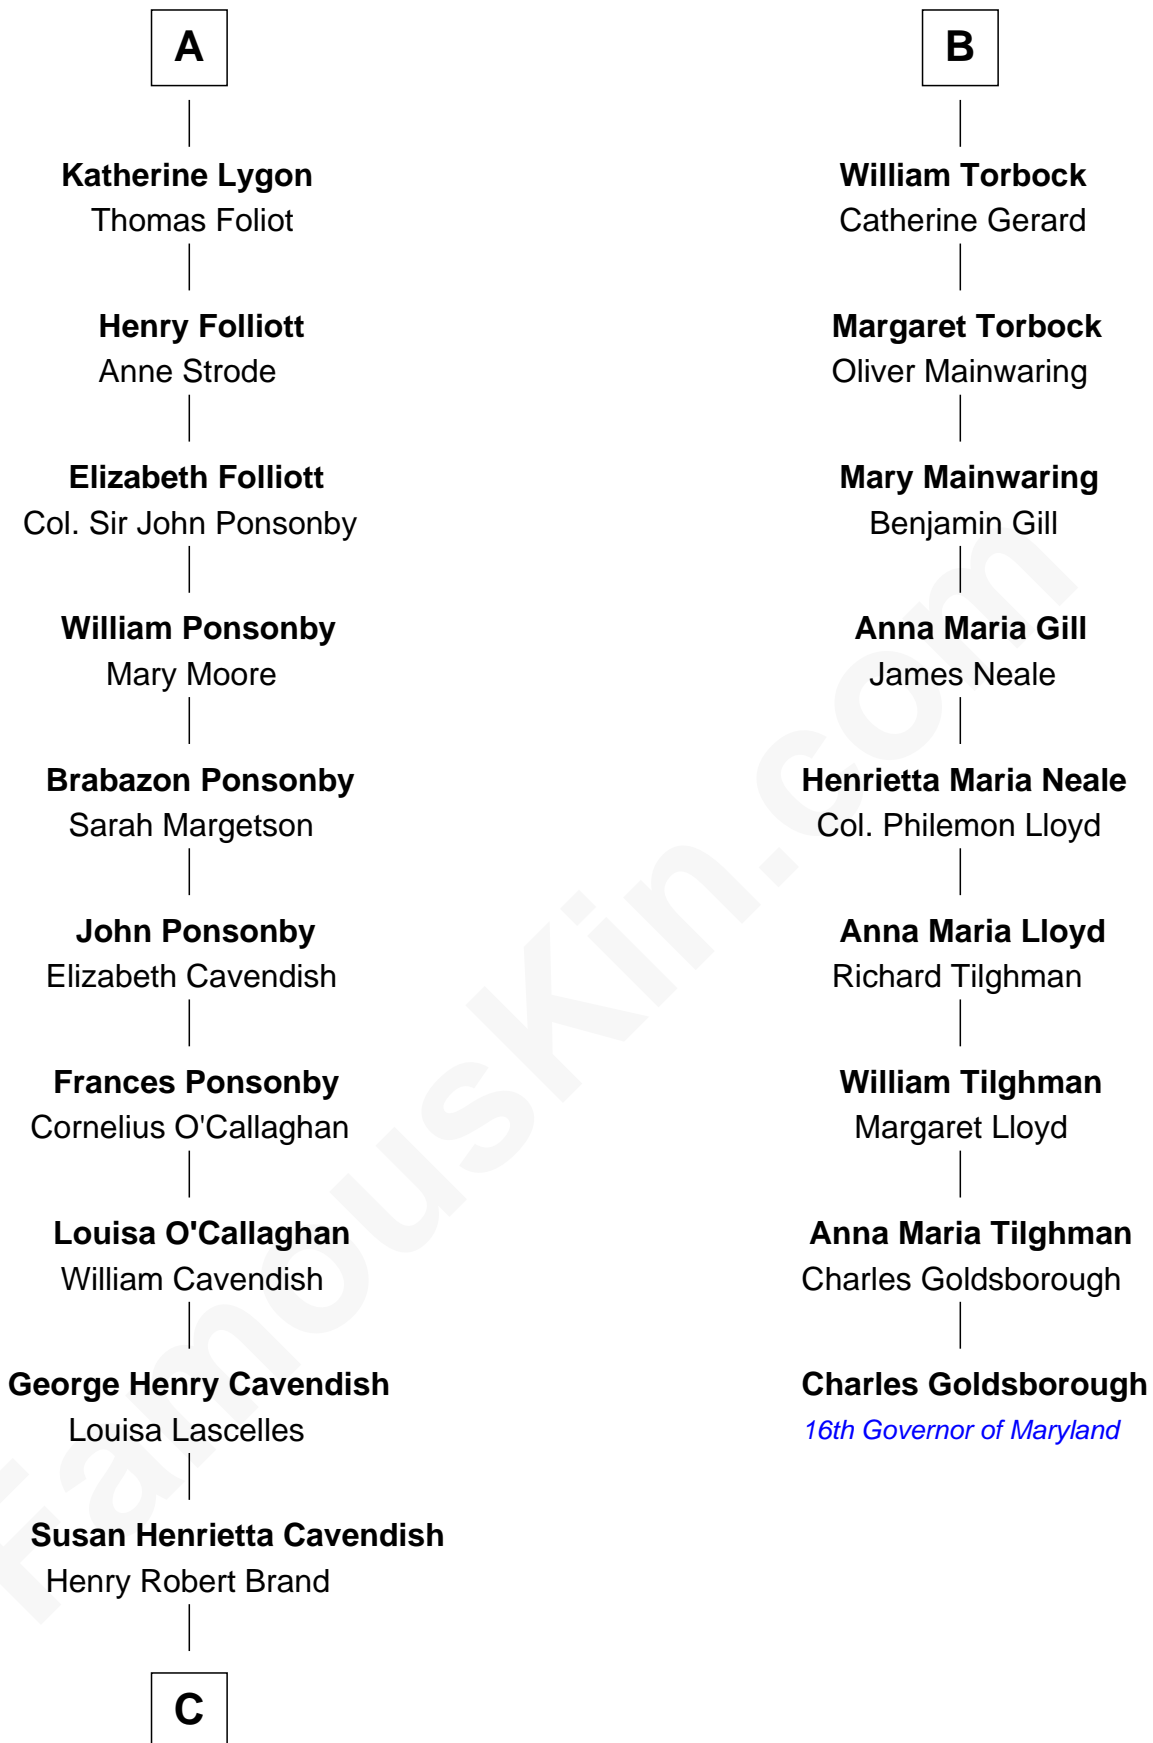 A
Katherine Lygon
Thomas Foliot
Henry Folliott
Anne Strode
Elizabeth Folliott
Col. Sir John Ponsonby
William Ponsonby
Mary Moore
Brabazon Ponsonby
Sarah Margetson
John Ponsonby
Elizabeth Cavendish
Frances Ponsonby
Cornelius O'Callaghan
Louisa O'Callaghan
William Cavendish
George Henry Cavendish
Louisa Lascelles
Susan Henrietta Cavendish
Henry Robert Brand
C
B
William Torbock
Catherine Gerard
Margaret Torbock
Oliver Mainwaring
Mary Mainwaring
Benjamin Gill
Anna Maria Gill
James Neale
Henrietta Maria Neale
Col. Philemon Lloyd
Anna Maria Lloyd
Richard Tilghman
William Tilghman
Margaret Lloyd
Anna Maria Tilghman
Charles Goldsborough
Charles Goldsborough
16th Governor of Maryland
FamousKin.com